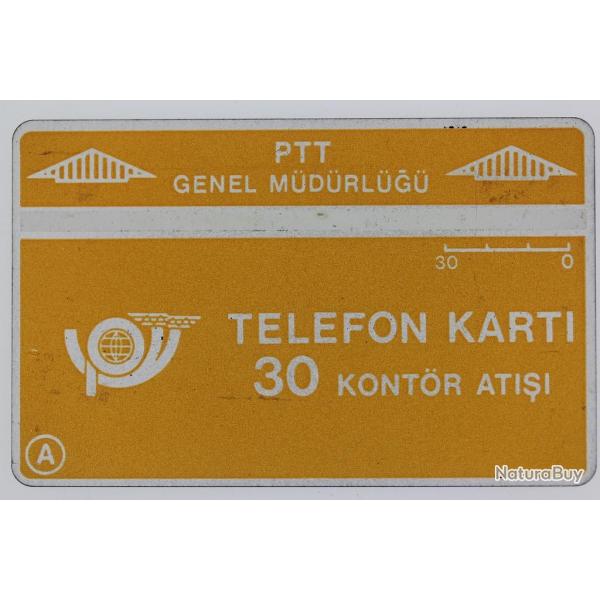 PTT
GENEL MÜDÜRLÜĞÜ
30 0
TELEFON KARTI
30 KONTÖR ATIŞI
A
NaturaBuy